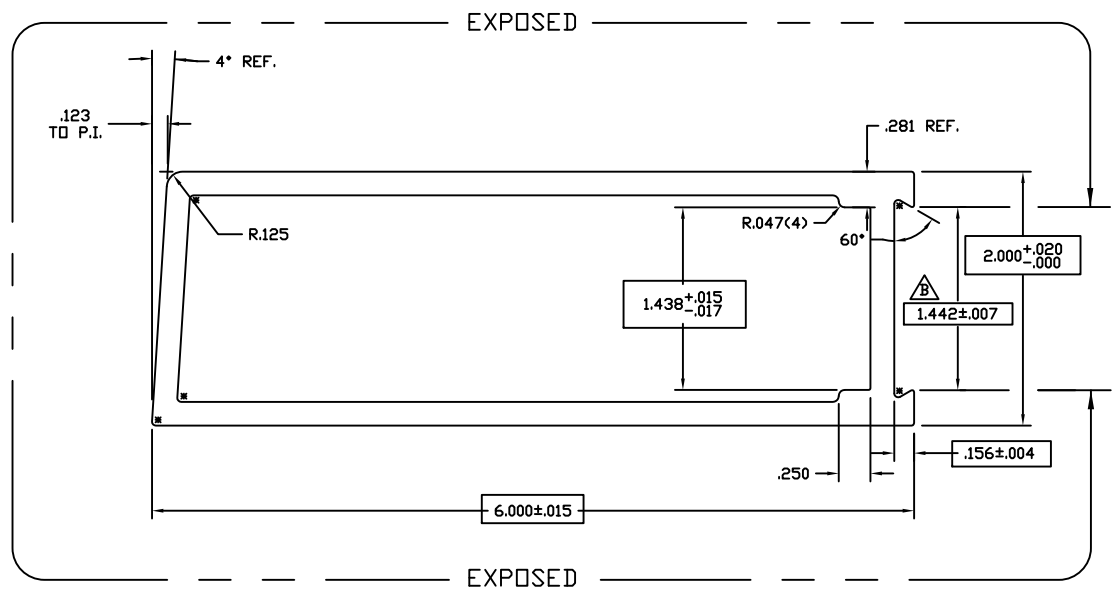 EXPOSED
4° REF.
.123
TO P.I.
.281 REF.
R.125
R.047(4)
60°
2.000+.020
-.000
B
1.438+.015
-.017
1.442±.007
.156±.004
.250
6.000±.015
EXPOSED